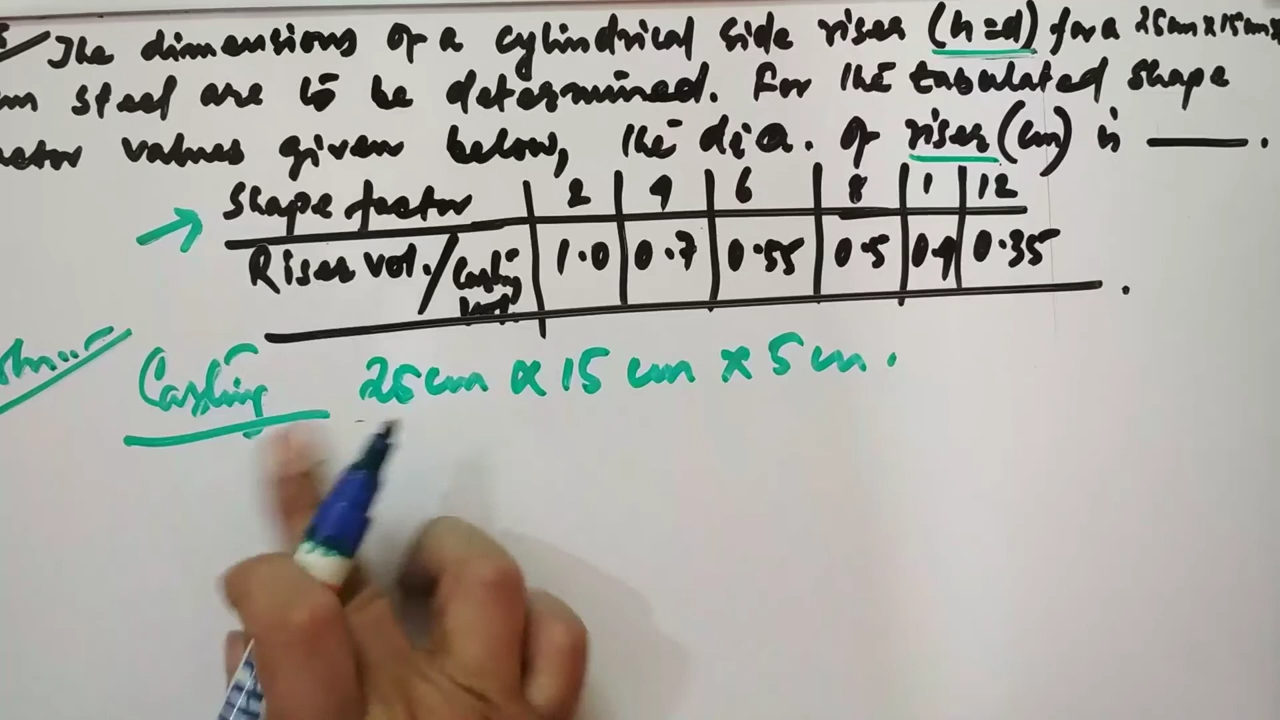 The dimensions of a cylindrical side riser (h=d) for a 25cm x 15cm x
steel are to be determined. For the tabulated shape
values given below, the dia. of riser (cm) is ____.
Shape factor 2 4 6 8 1 12
Riser vol. / Casting vol. 1.0 0.7 0.55 0.5 0.4 0.35
Casting 25cm x 15 cm x 5 cm.